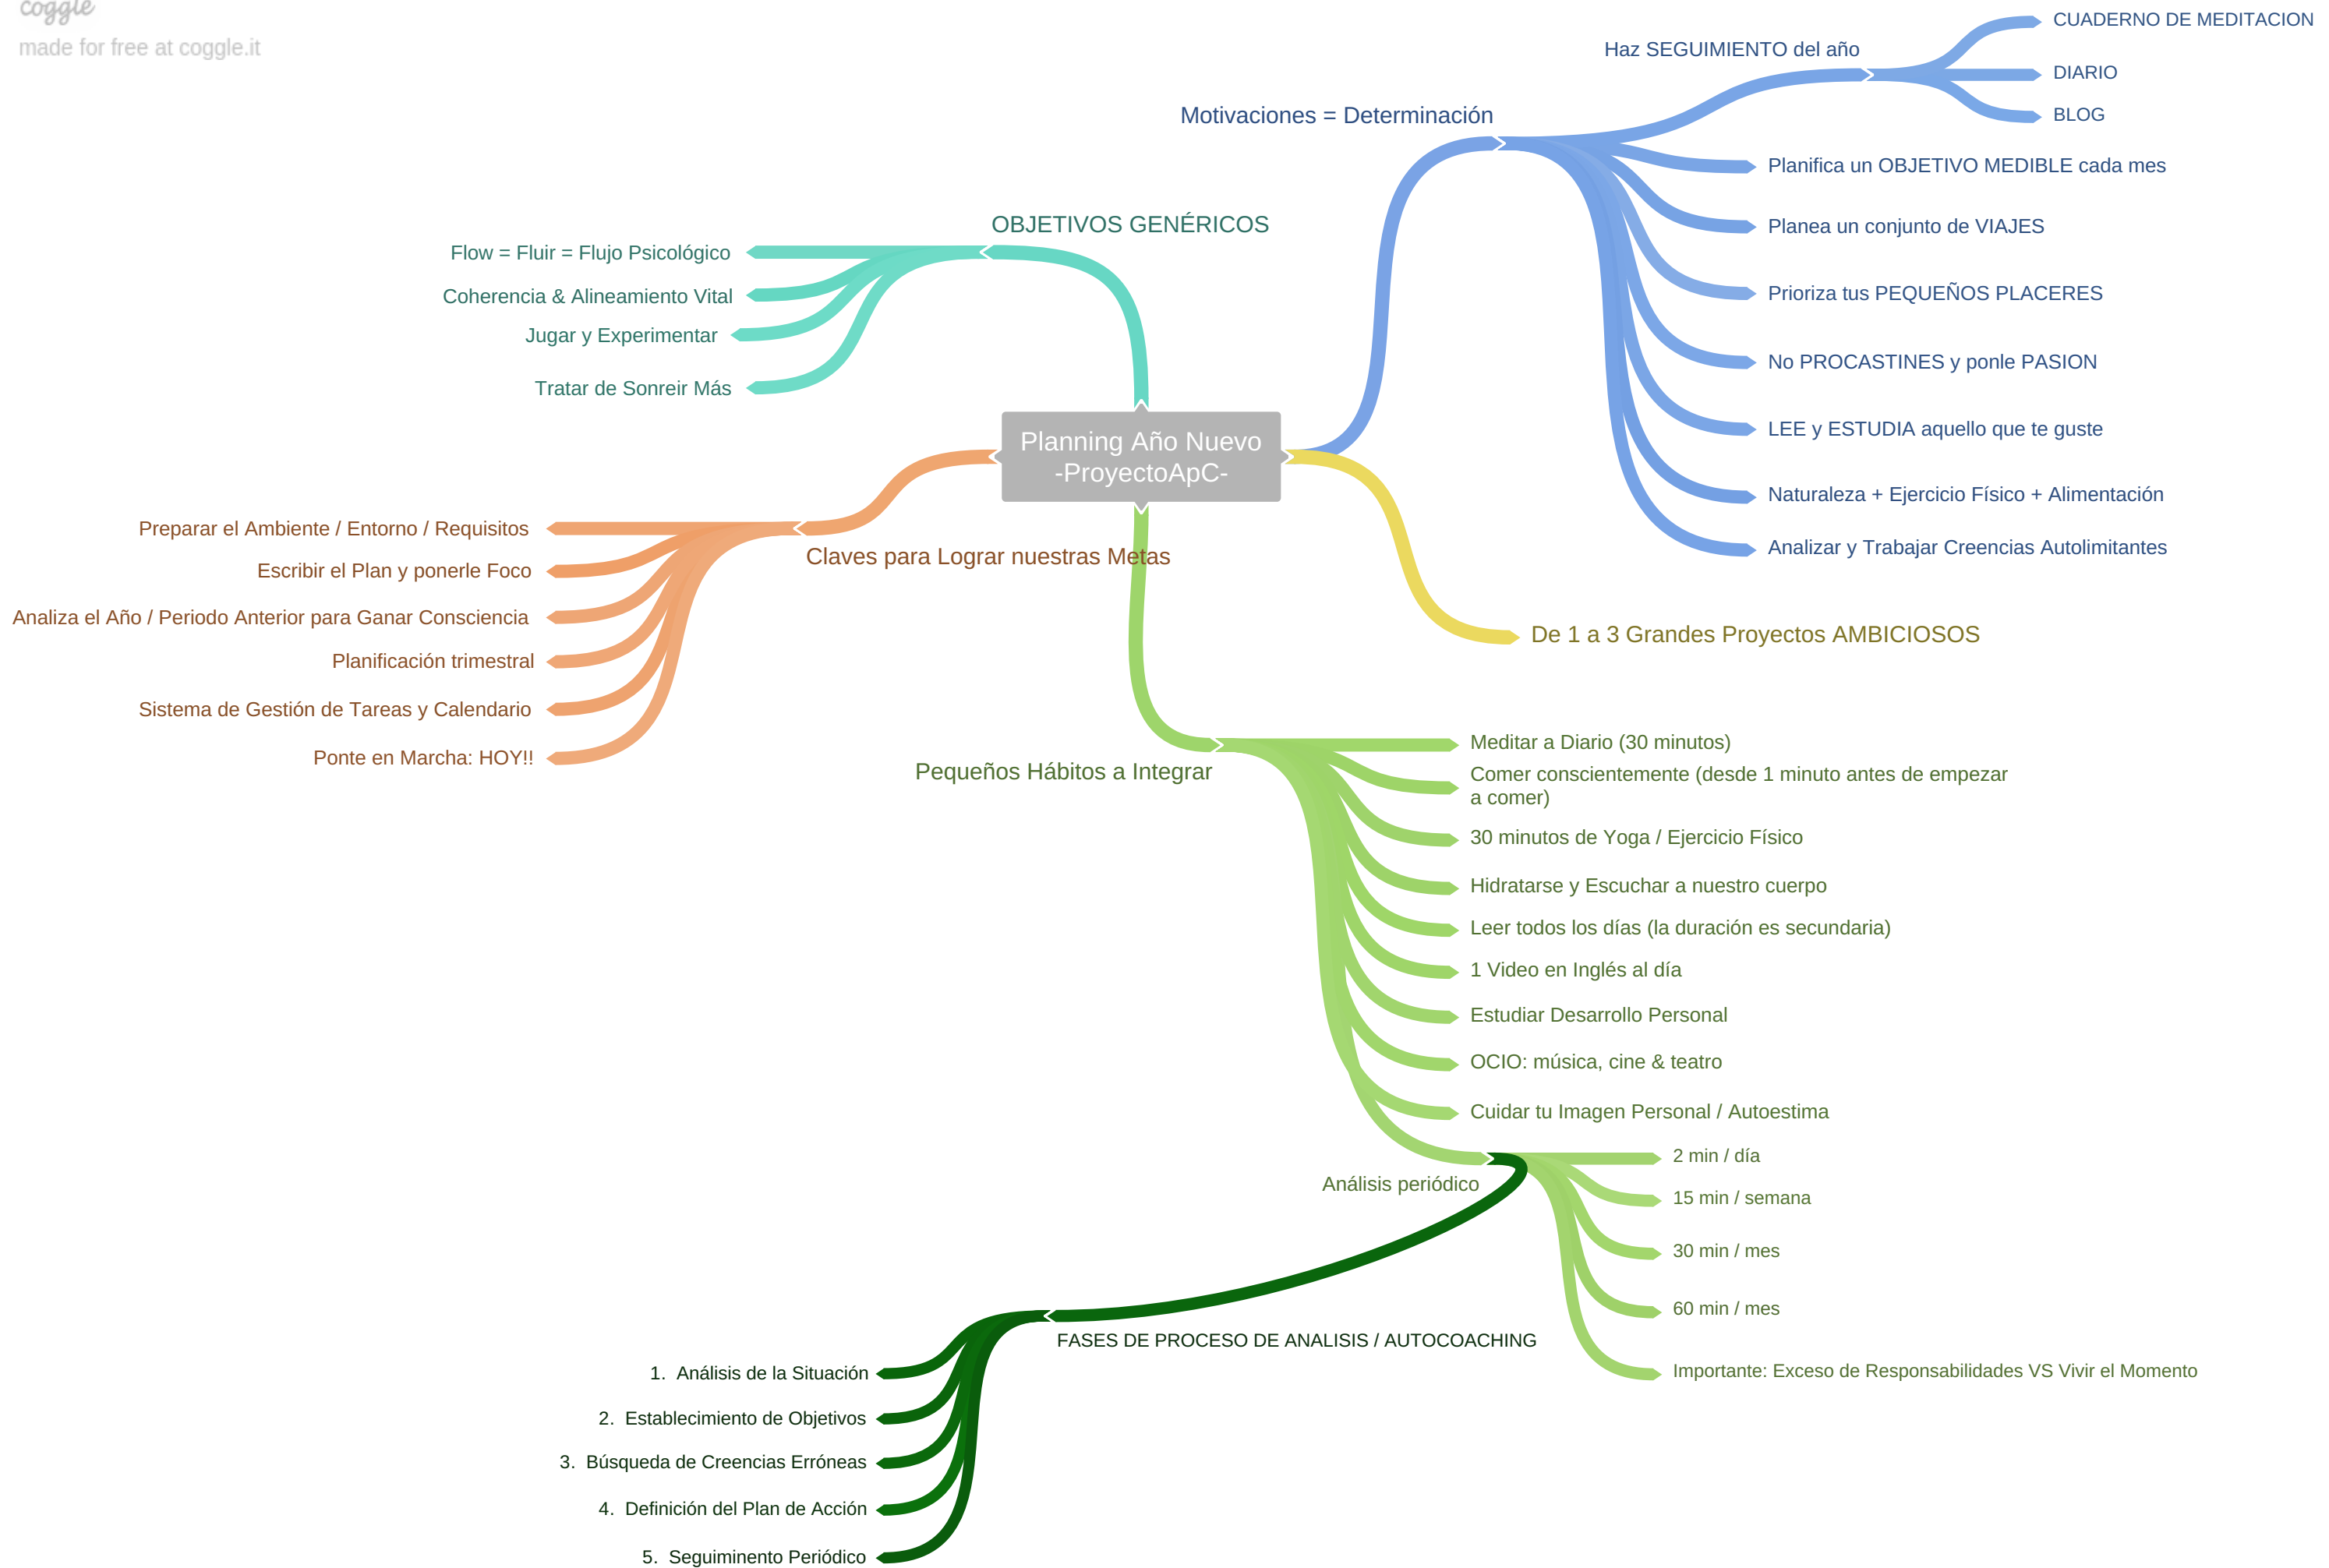 coggle
made for free at coggle.it
Planning Año Nuevo
-ProyectoApC-
Motivaciones = Determinación
Haz SEGUIMIENTO del año
CUADERNO DE MEDITACION
DIARIO
BLOG
Planifica un OBJETIVO MEDIBLE cada mes
Planea un conjunto de VIAJES
Prioriza tus PEQUEÑOS PLACERES
No PROCASTINES y ponle PASION
LEE y ESTUDIA aquello que te guste
Naturaleza + Ejercicio Físico + Alimentación
Analizar y Trabajar Creencias Autolimitantes
De 1 a 3 Grandes Proyectos AMBICIOSOS
Pequeños Hábitos a Integrar
Meditar a Diario (30 minutos)
Comer conscientemente (desde 1 minuto antes de empezar
a comer)
30 minutos de Yoga / Ejercicio Físico
Hidratarse y Escuchar a nuestro cuerpo
Leer todos los días (la duración es secundaria)
1 Video en Inglés al día
Estudiar Desarrollo Personal
OCIO: música, cine & teatro
Cuidar tu Imagen Personal / Autoestima
Análisis periódico
2 min / día
15 min / semana
30 min / mes
60 min / mes
Importante: Exceso de Responsabilidades VS Vivir el Momento
FASES DE PROCESO DE ANALISIS / AUTOCOACHING
1. Análisis de la Situación
2. Establecimiento de Objetivos
3. Búsqueda de Creencias Erróneas
4. Definición del Plan de Acción
5. Seguiminento Periódico
Claves para Lograr nuestras Metas
Preparar el Ambiente / Entorno / Requisitos
Escribir el Plan y ponerle Foco
Analiza el Año / Periodo Anterior para Ganar Consciencia
Planificación trimestral
Sistema de Gestión de Tareas y Calendario
Ponte en Marcha: HOY!!
OBJETIVOS GENÉRICOS
Flow = Fluir = Flujo Psicológico
Coherencia & Alineamiento Vital
Jugar y Experimentar
Tratar de Sonreir Más